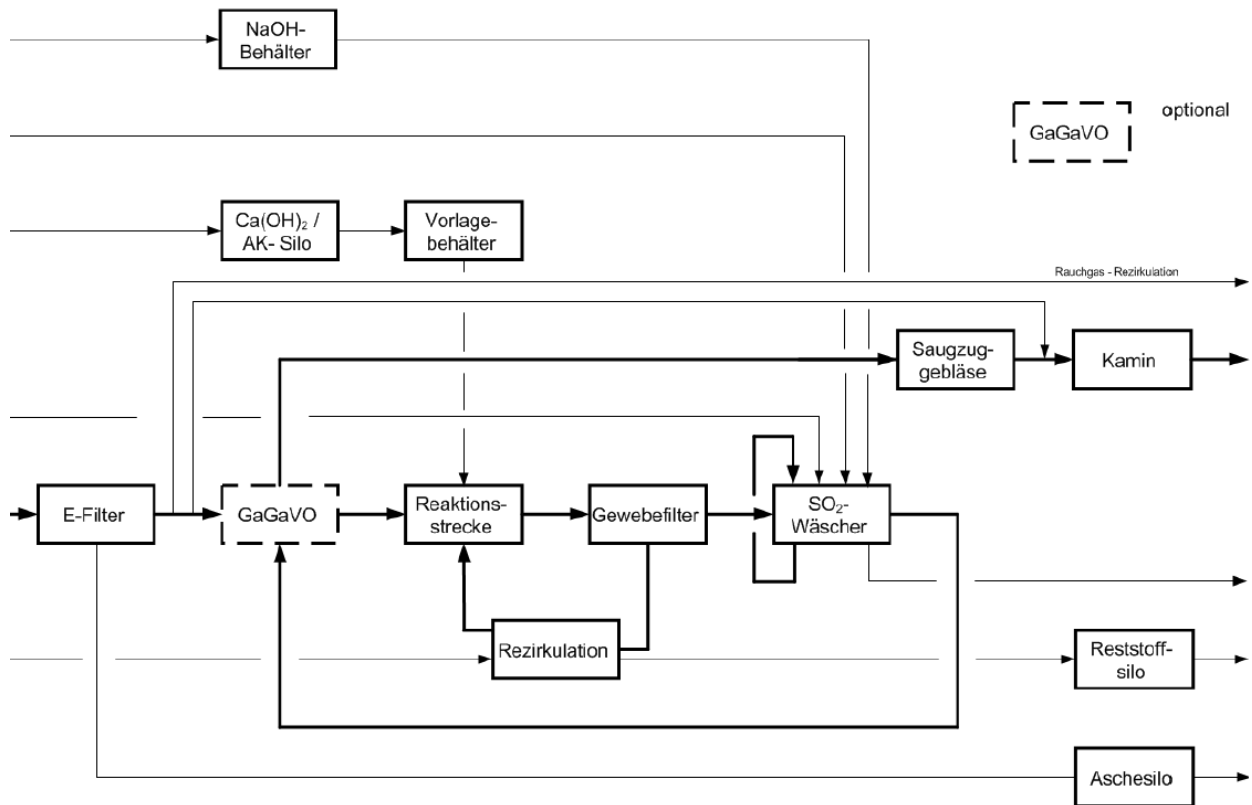 NaOH-
Behälter
optional
GaGaVO
Ca(OH)₂ /
AK- Silo
Vorlage-
behälter
Rauchgas - Rezirkulation
Saugzug-
gebläse
Kamin
E-Filter
GaGaVO
Reaktions-
strecke
Gewebefilter
SO₂-
Wäscher
Rezirkulation
Reststoff-
silo
Aschesilo